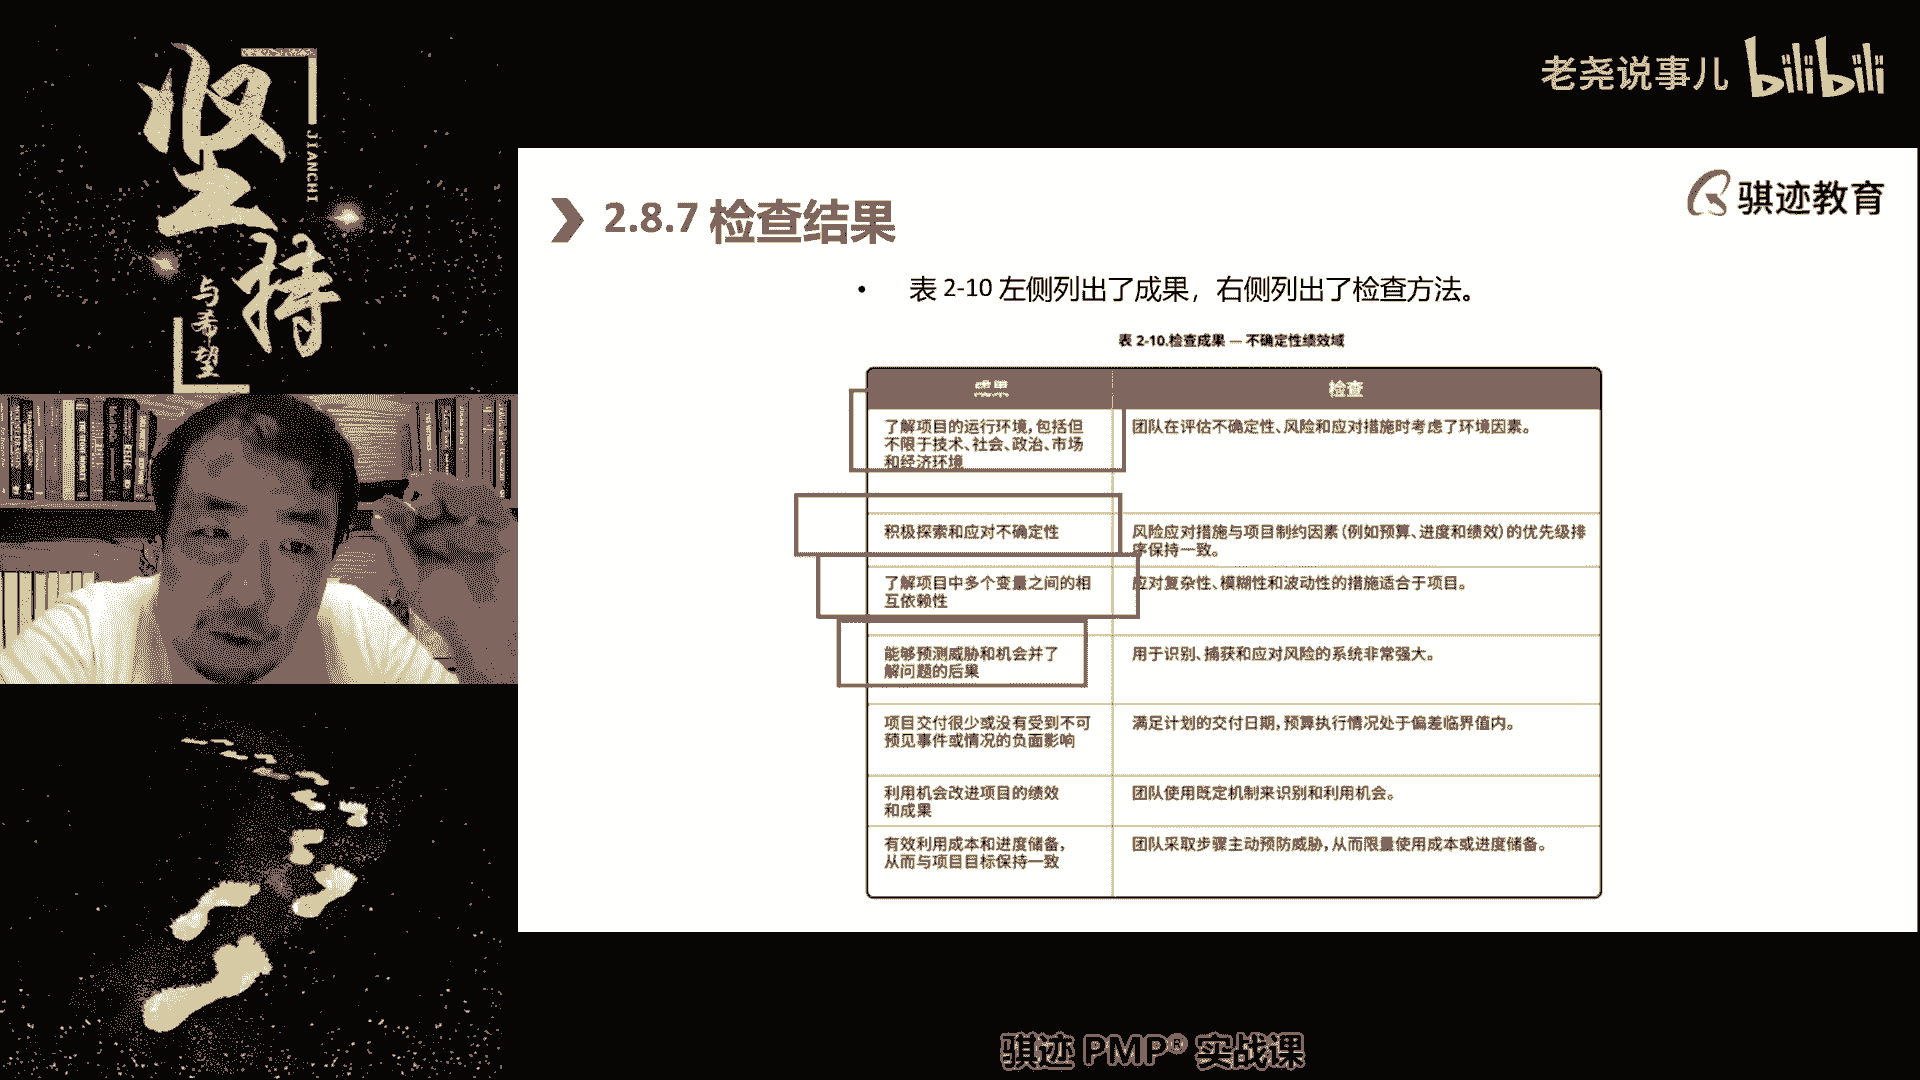 坚持
JIANCHI
与希望
老尧说事儿 bilibili
骐迹教育
2.8.7 检查结果
• 表 2-10 左侧列出了成果，右侧列出了检查方法。
表 2-10.检查成果 — 不确定性绩效域
成果 检查
了解项目的运行环境，包括但
不限于技术、社会、政治、市场
和经济环境
团队在评估不确定性、风险和应对措施时考虑了环境因素。
积极探索和应对不确定性
风险应对措施与项目制约因素（例如预算、进度和绩效）的优先级排
序保持一致。
了解项目中多个变量之间的相
互依赖性
应对复杂性、模糊性和波动性的措施适合于项目。
能够预测威胁和机会并了
解问题的后果
用于识别、捕获和应对风险的系统非常强大。
项目交付很少或没有受到不可
预见事件或情况的负面影响
满足计划的交付日期，预算执行情况处于偏差临界值内。
利用机会改进项目的绩效
和成果
团队使用既定机制来识别和利用机会。
有效利用成本和进度储备，
从而与项目目标保持一致
团队采取步骤主动预防威胁，从而限量使用成本或进度储备。
骐迹 PMP® 实战课